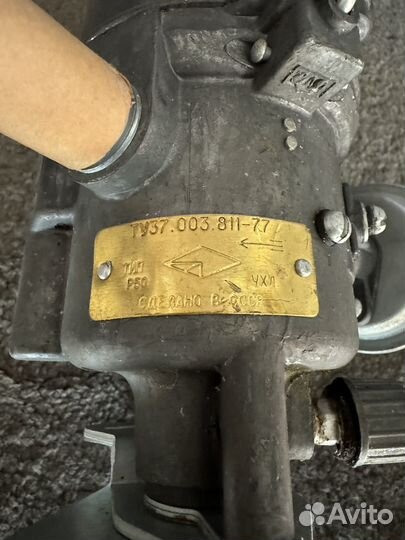 ТУ37.003.811-77
ТИП
Р50
УХЛ
СДЕЛАНО В СССР
Avito